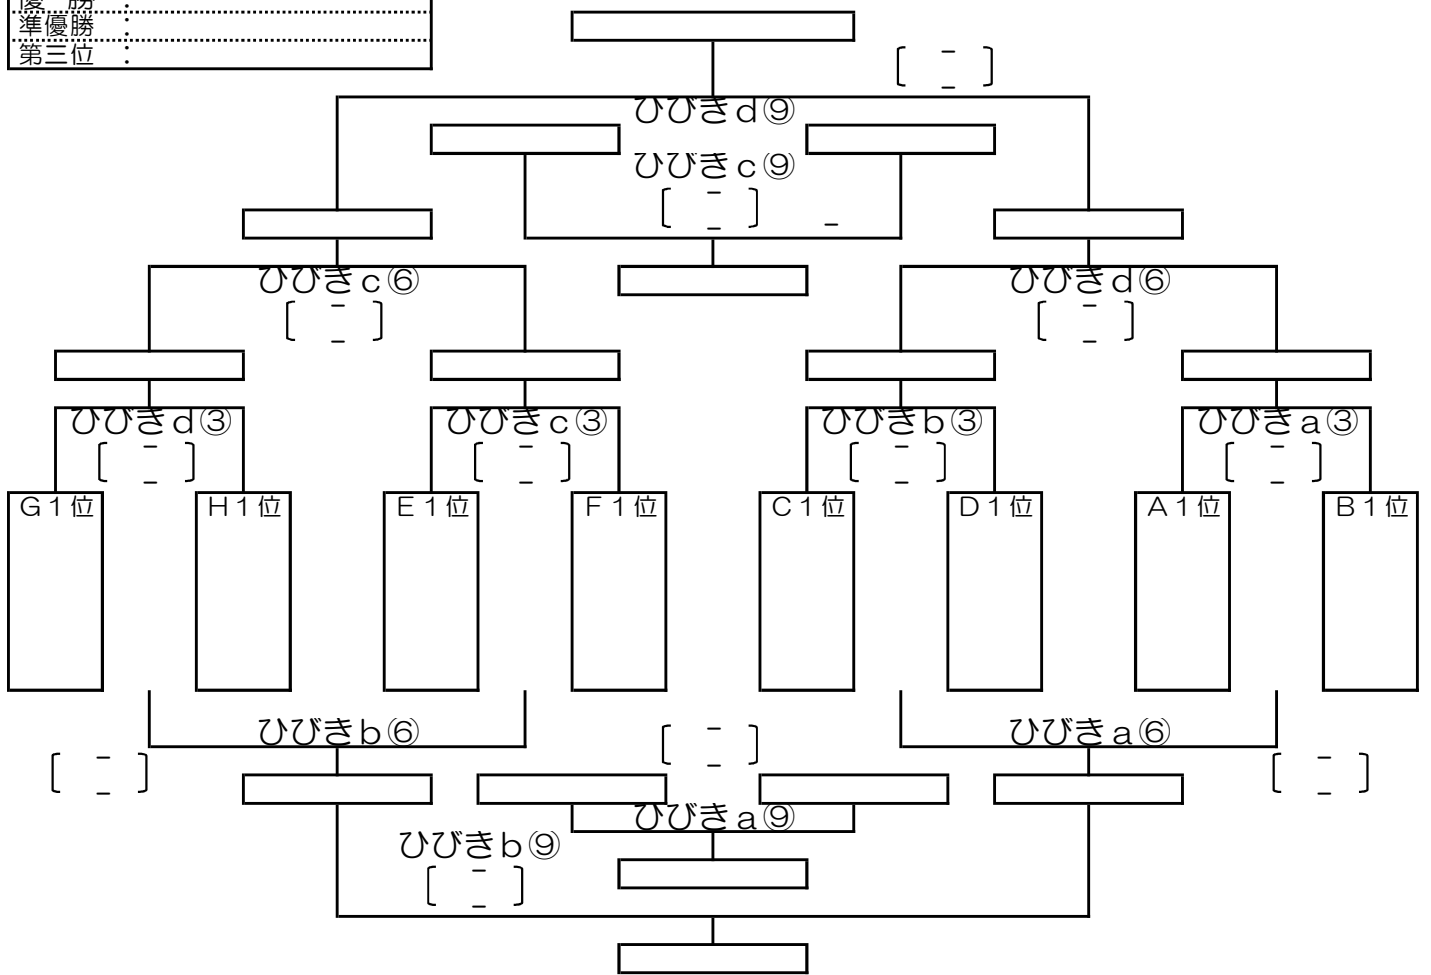 優　勝　：
準優勝　：
第三位　：
〔　-　〕
-
ひびきｄ⑨
ひびきｃ⑨
〔　-　〕　-
-
ひびきｃ⑥　ひびきｄ⑥
〔　-　〕　〔　-　〕
-　-
ひびきｄ③　ひびきｃ③　ひびきｂ③　ひびきａ③
〔　-　〕　〔　-　〕　〔　-　〕　〔　-　〕
-　-　-　-
Ｇ１位　Ｈ１位　Ｅ１位　Ｆ１位　Ｃ１位　Ｄ１位　Ａ１位　Ｂ１位
ひびきｂ⑥　〔　-　〕　ひびきａ⑥
-
〔　-　〕　〔　-　〕
-　-
ひびきａ⑨
ひびきｂ⑨
〔　-　〕
-